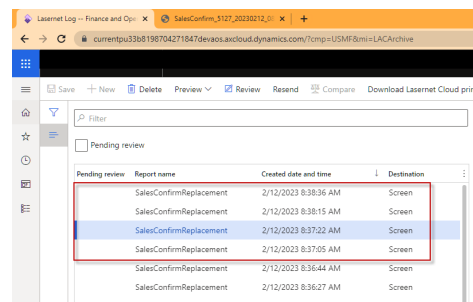 Lasernet Log -- Finance and Ope
SalesConfirm_5127_20230212_08
currentpu33b8198704271847devaos.axcloud.dynamics.com/?cmp=USMF&mi=LACArchive
Save New Delete Preview Review Resend Compare Download Lasernet Cloud prin
Filter
Pending review
Pending review Report name Created date and time Destination
SalesConfirmReplacement 2/12/2023 8:38:36 AM Screen
SalesConfirmReplacement 2/12/2023 8:38:15 AM Screen
SalesConfirmReplacement 2/12/2023 8:37:22 AM Screen
SalesConfirmReplacement 2/12/2023 8:37:05 AM Screen
SalesConfirmReplacement 2/12/2023 8:36:44 AM Screen
SalesConfirmReplacement 2/12/2023 8:36:27 AM Screen